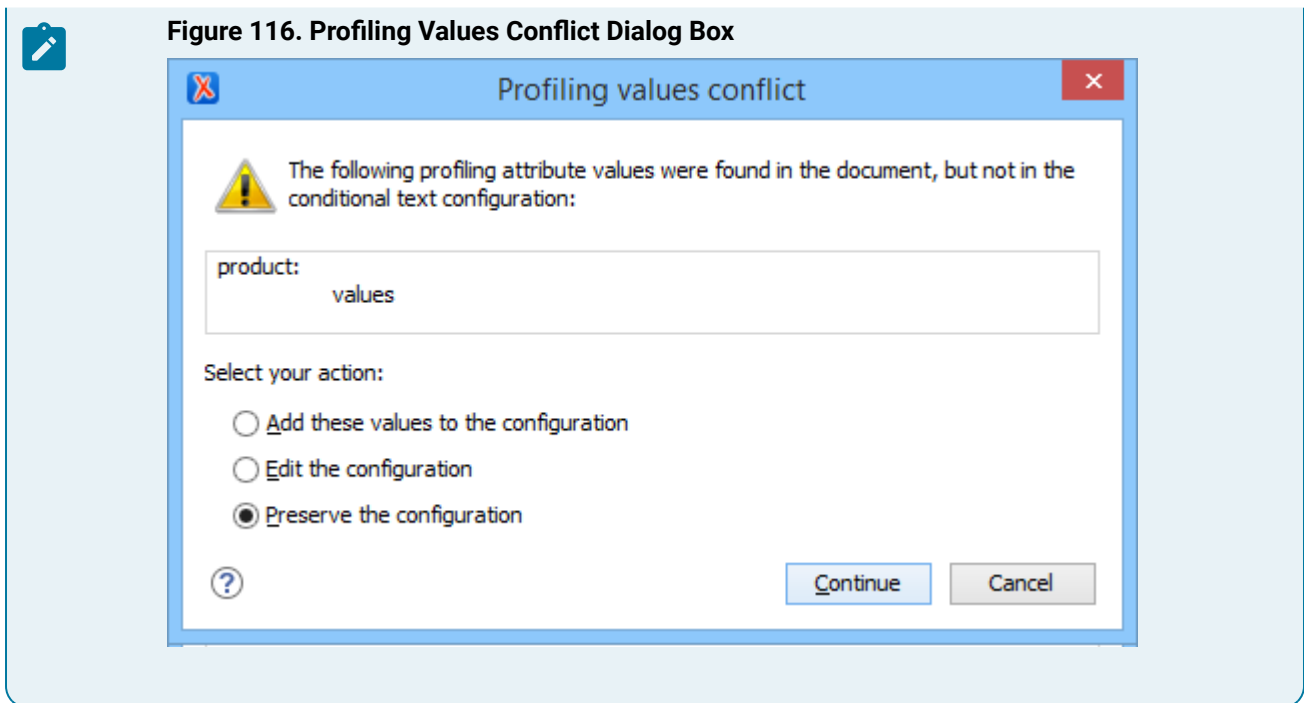 Figure 116. Profiling Values Conflict Dialog Box
Profiling values conflict
The following profiling attribute values were found in the document, but not in the
conditional text configuration:
product:
values
Select your action:
Add these values to the configuration
Edit the configuration
Preserve the configuration
?
Continue
Cancel